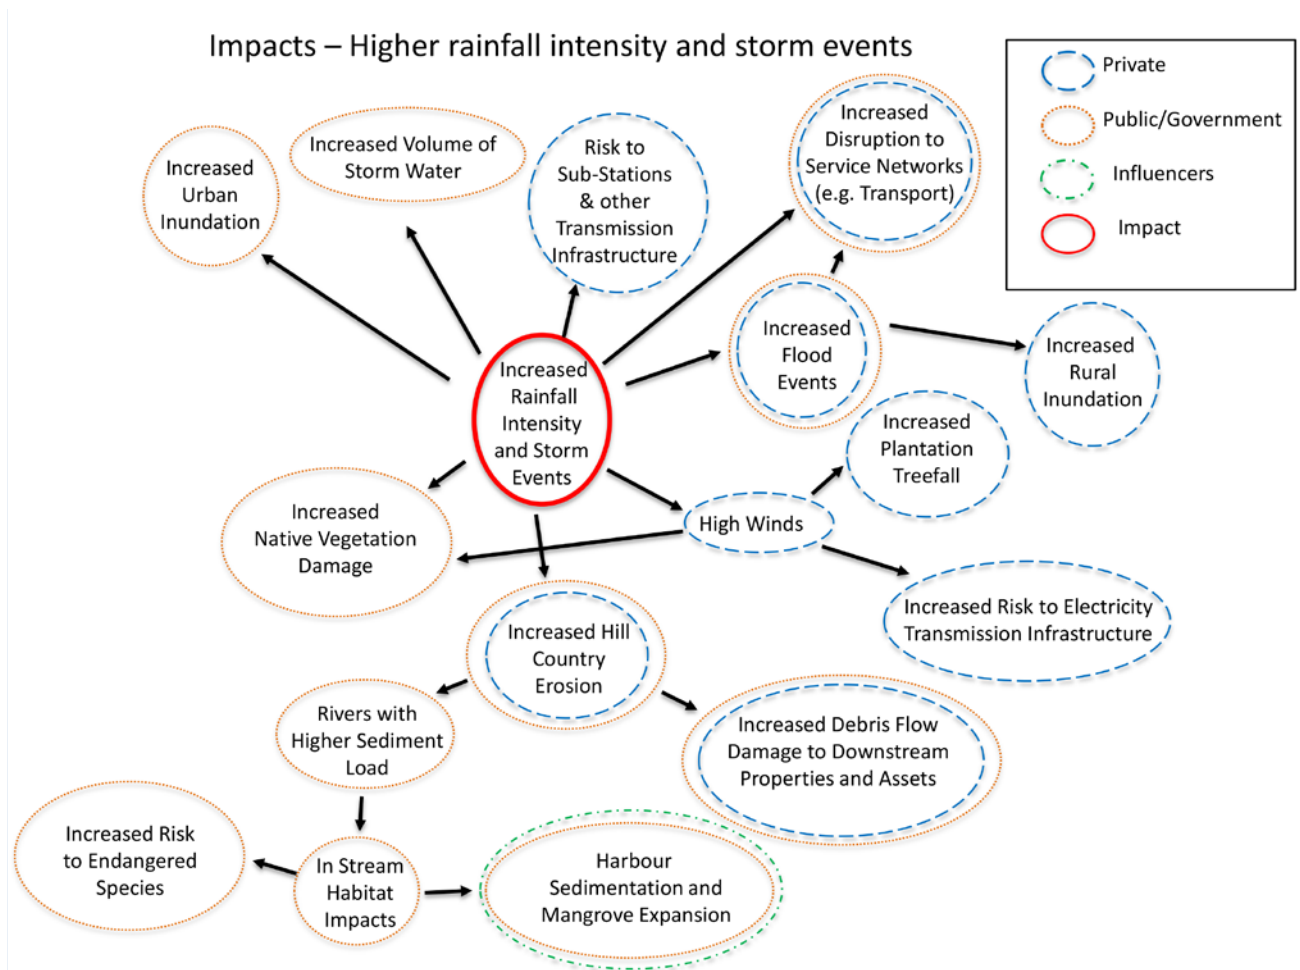 Impacts – Higher rainfall intensity and storm events
Private
Public/Government
Influencers
Impact
Increased
Urban
Inundation
Increased Volume of
Storm Water
Risk to
Sub-Stations
& other
Transmission
Infrastructure
Increased
Disruption to
Service Networks
(e.g. Transport)
Increased
Rainfall
Intensity
and Storm
Events
Increased
Flood
Events
Increased
Rural
Inundation
Increased
Plantation
Treefall
High Winds
Increased
Native Vegetation
Damage
Increased Risk to Electricity
Transmission Infrastructure
Increased Hill
Country
Erosion
Rivers with
Higher Sediment
Load
Increased Debris Flow
Damage to Downstream
Properties and Assets
Increased Risk
to Endangered
Species
In Stream
Habitat
Impacts
Harbour
Sedimentation and
Mangrove Expansion